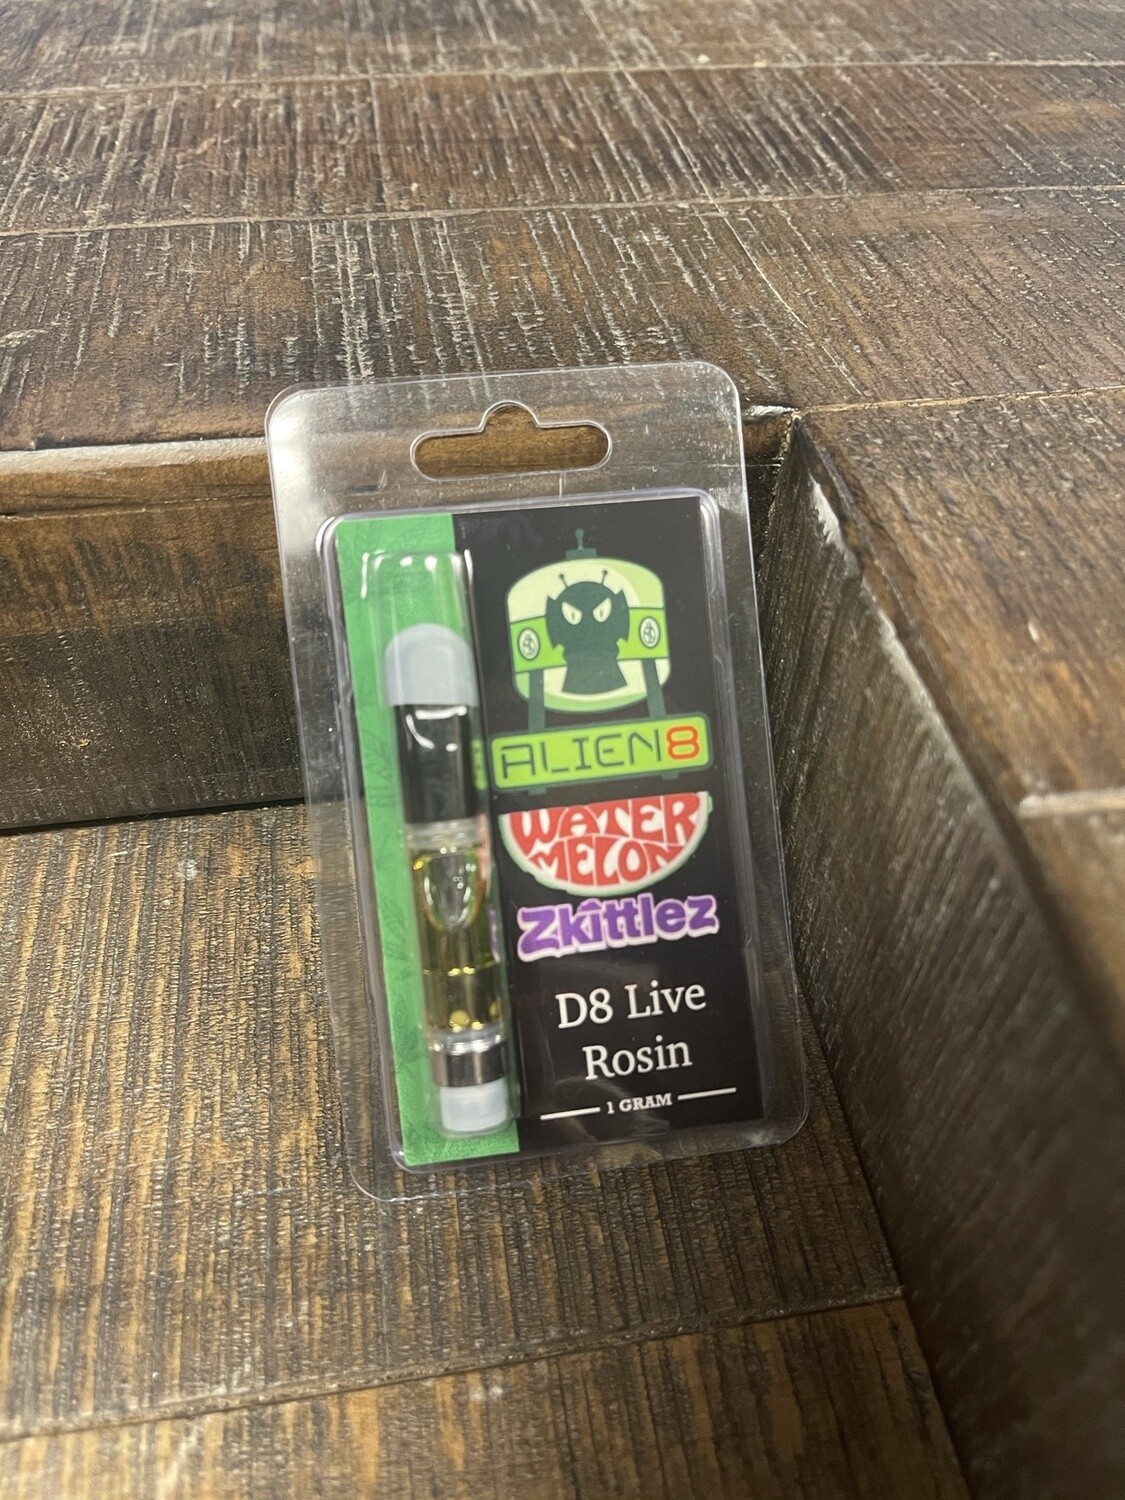 ALIEN8
WATER
MELON
Zkittlez
D8 Live
Rosin
1 GRAM